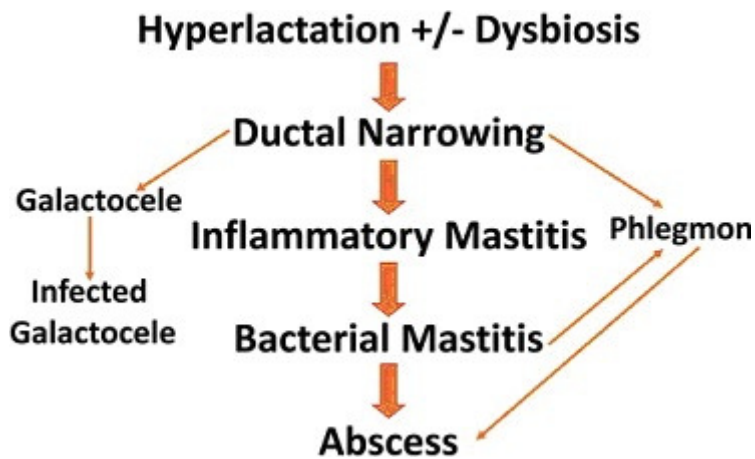 Hyperlactation +/- Dysbiosis
Ductal Narrowing
Galactocele
Inflammatory Mastitis
Phlegmon
Infected
Galactocele
Bacterial Mastitis
Abscess